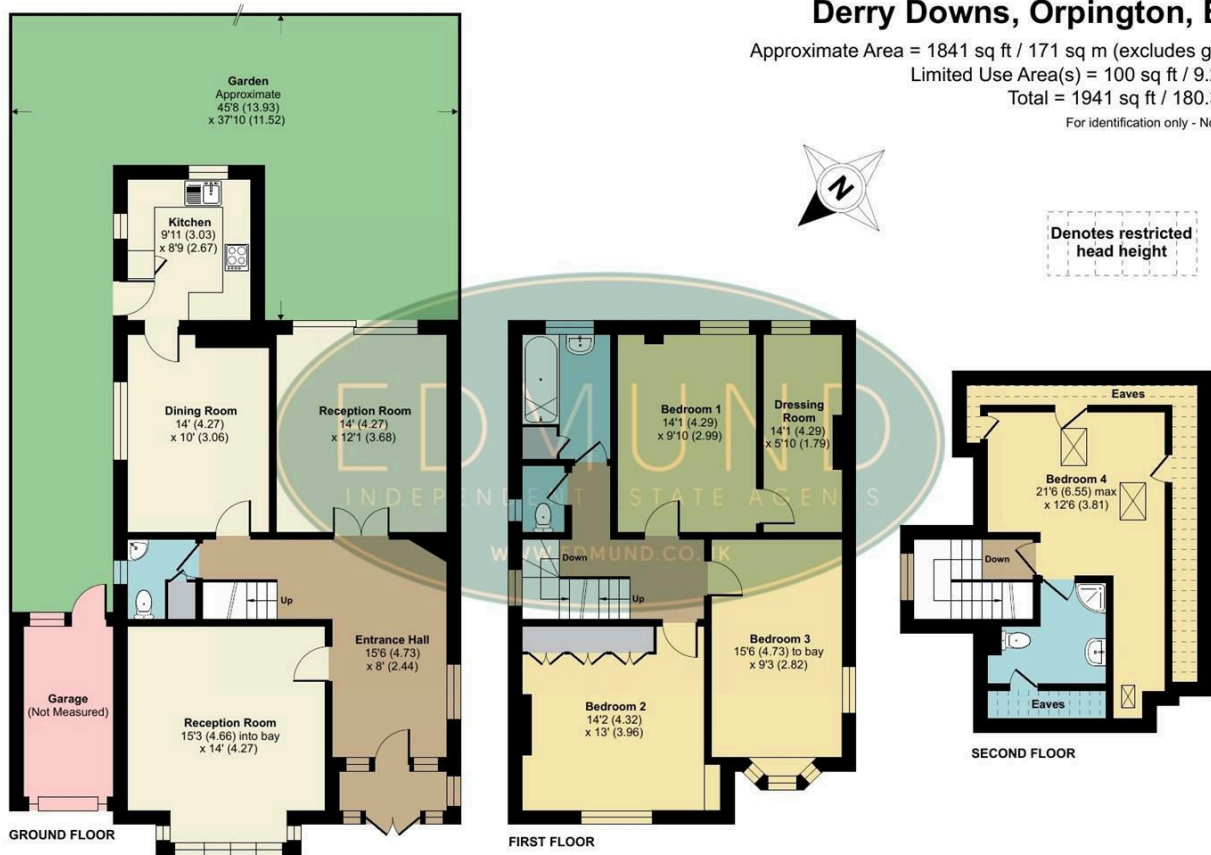 Derry Downs, Orpington,
Approximate Area = 1841 sq ft / 171 sq m (excludes
Limited Use Area(s) = 100 sq ft / 9.
Total = 1941 sq ft / 180.
For identification only -
N
Denotes restricted
head height
Garden
Approximate
45'8 (13.93)
x 37'10 (11.52)
Kitchen
9'11 (3.03)
x 8'9 (2.67)
Dining Room
14' (4.27)
x 10' (3.06)
Reception Room
14' (4.27)
x 12'1 (3.68)
Up
Entrance Hall
15'6 (4.73)
x 8' (2.44)
Garage
(Not Measured)
Reception Room
15'3 (4.66) into bay
x 14' (4.27)
GROUND FLOOR
Bedroom 1
14'1 (4.29)
x 9'10 (2.99)
Dressing
Room
14'1 (4.29)
x 5'10 (1.79)
Down
Up
Bedroom 3
15'6 (4.73) to bay
x 9'3 (2.82)
Bedroom 2
14'2 (4.32)
x 13' (3.96)
FIRST FLOOR
Eaves
Bedroom 4
21'6 (6.55) max
x 12'6 (3.81)
Down
Eaves
SECOND FLOOR
EDMUND
INDEPENDENT ESTATE AGENTS
WWW.EDMUND.CO.UK